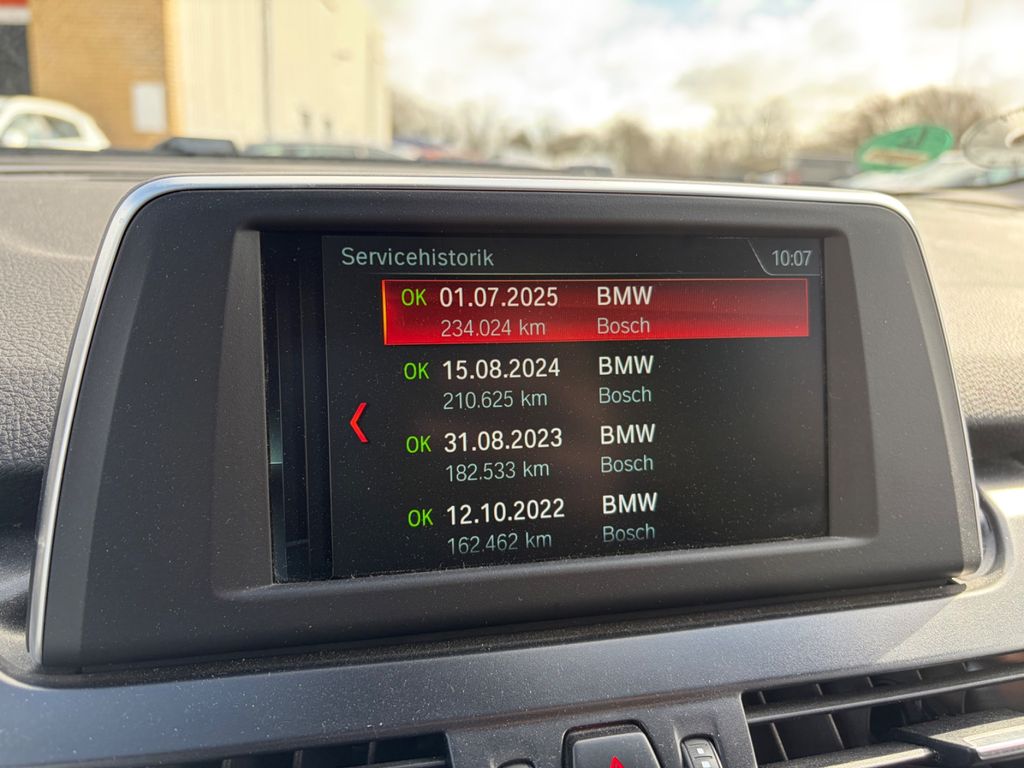 Servicehistorik 10:07
OK 01.07.2025 BMW
234.024 km Bosch
OK 15.08.2024 BMW
210.625 km Bosch
OK 31.08.2023 BMW
182.533 km Bosch
OK 12.10.2022 BMW
162.462 km Bosch